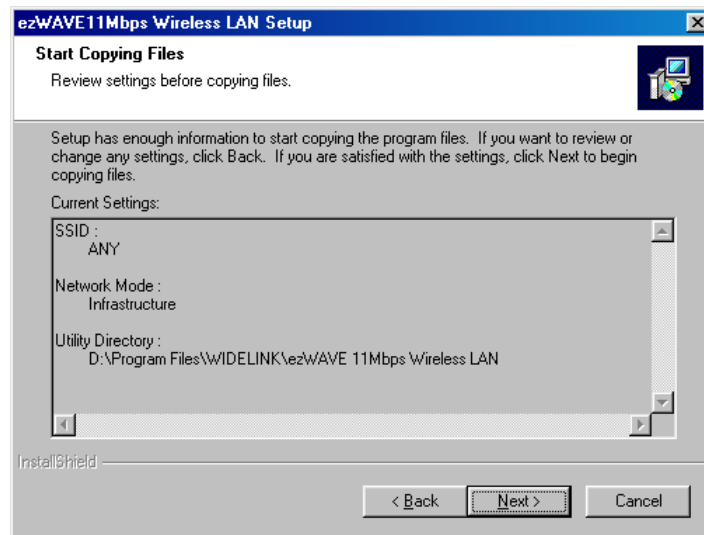 ezWAVE11Mbps Wireless LAN Setup
Start Copying Files
Review settings before copying files.
Setup has enough information to start copying the program files.  If you want to review or
change any settings, click Back.  If you are satisfied with the settings, click Next to begin
copying files.
Current Settings:
SSID :
ANY
Network Mode :
Infrastructure
Utility Directory :
D:\Program Files\WIDELINK\ezWAVE 11Mbps Wireless LAN
InstallShield
< Back
Next >
Cancel